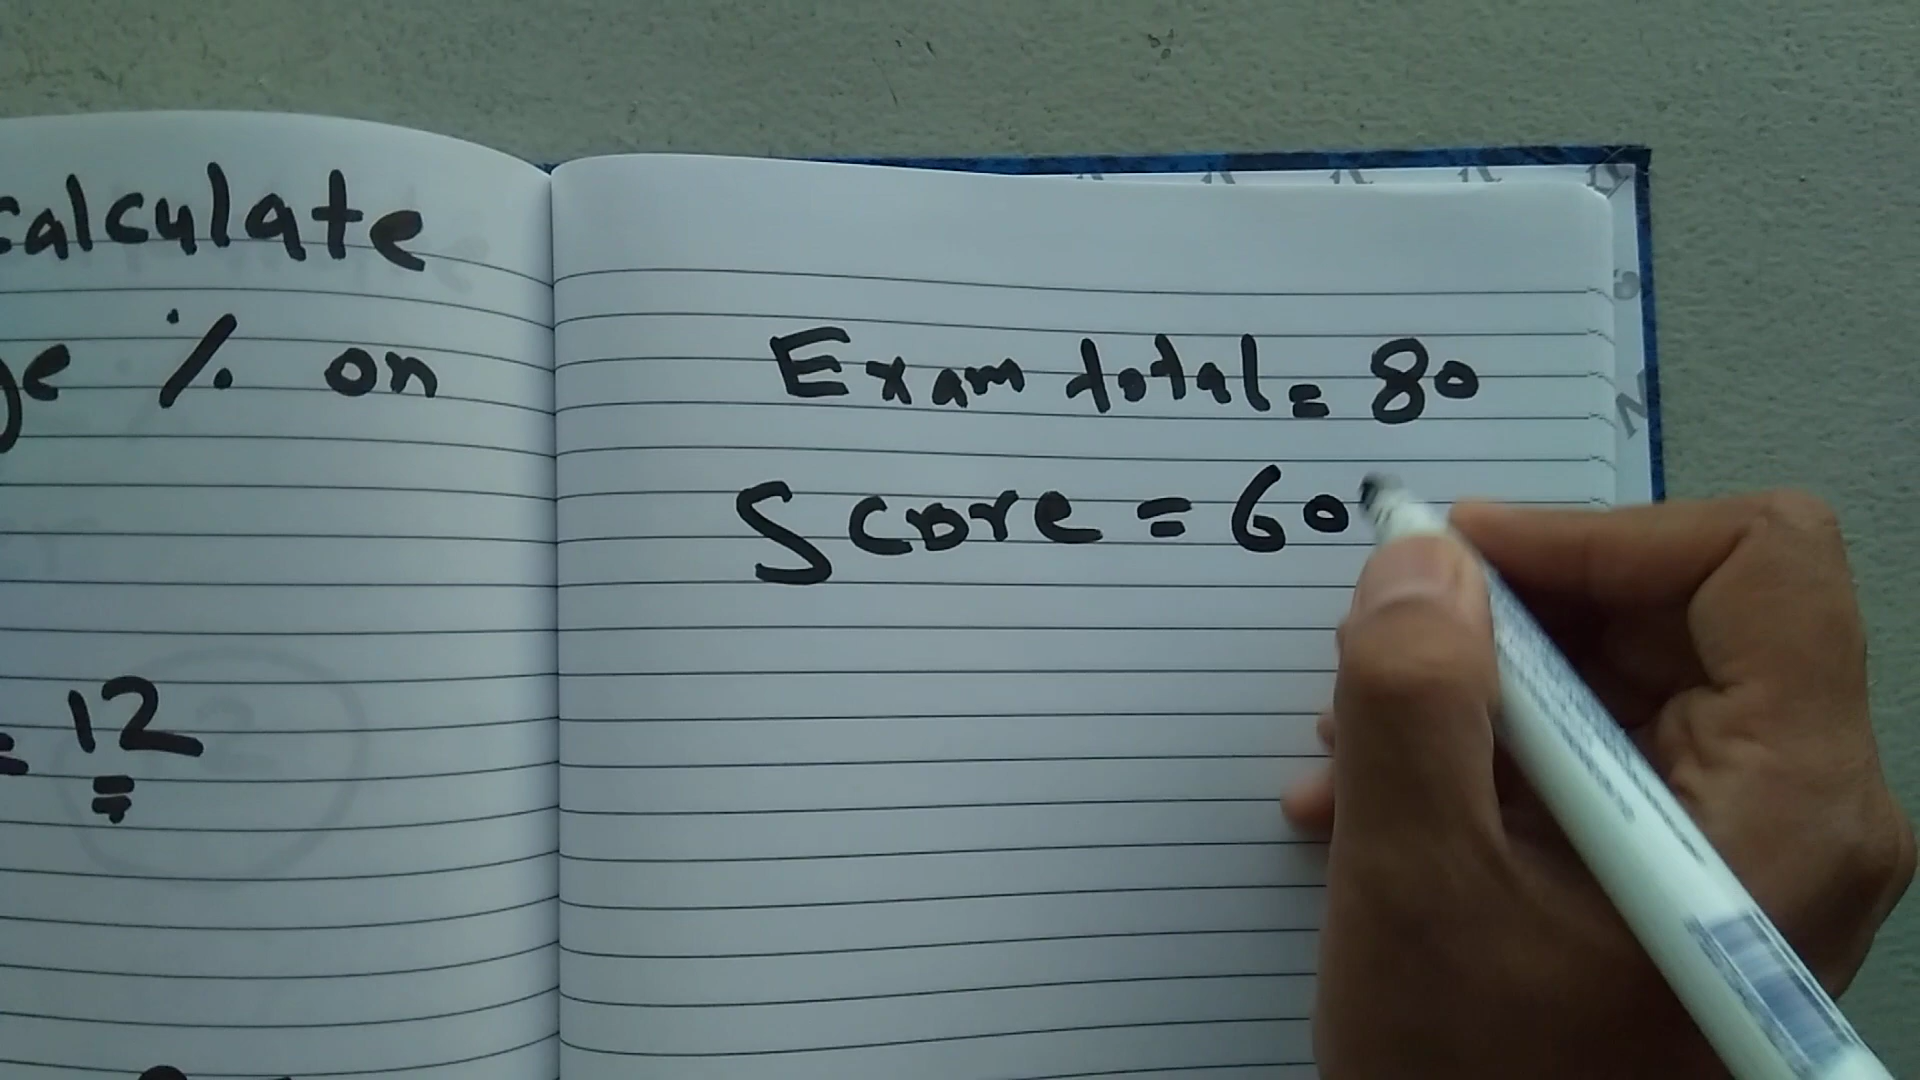 calculate
% on
= 12
Exam total = 80
Score = 60